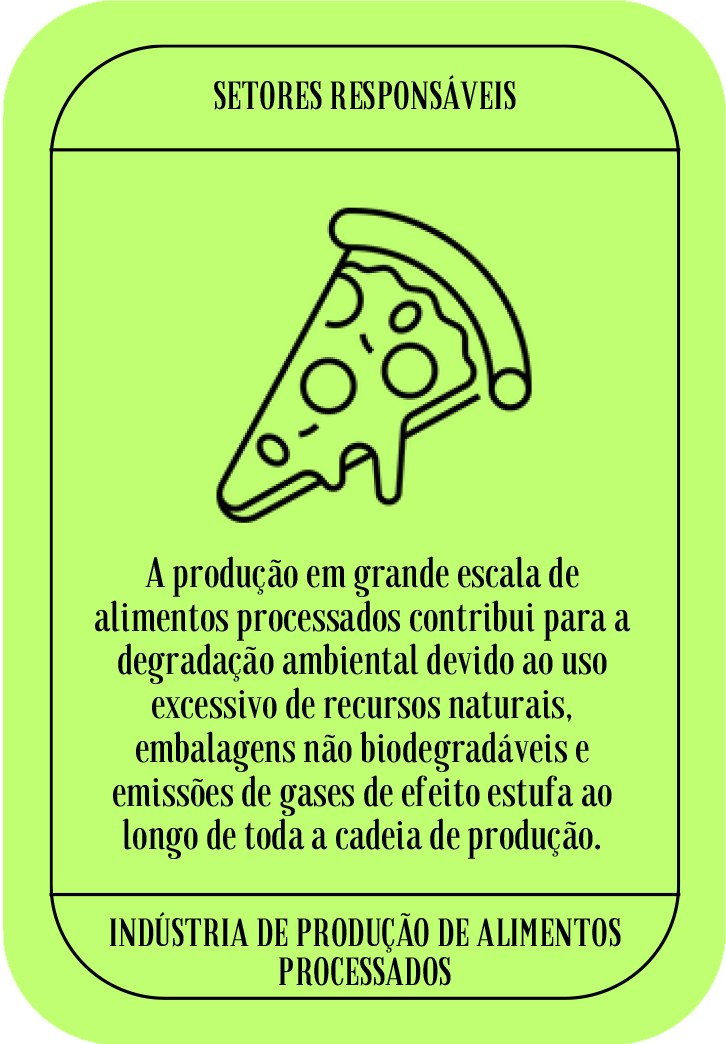 SETORES RESPONSÁVEIS
A produção em grande escala de
alimentos processados contribui para a
degradação ambiental devido ao uso
excessivo de recursos naturais,
embalagens não biodegradáveis e
emissões de gases de efeito estufa ao
longo de toda a cadeia de produção.
INDÚSTRIA DE PRODUÇÃO DE ALIMENTOS
PROCESSADOS